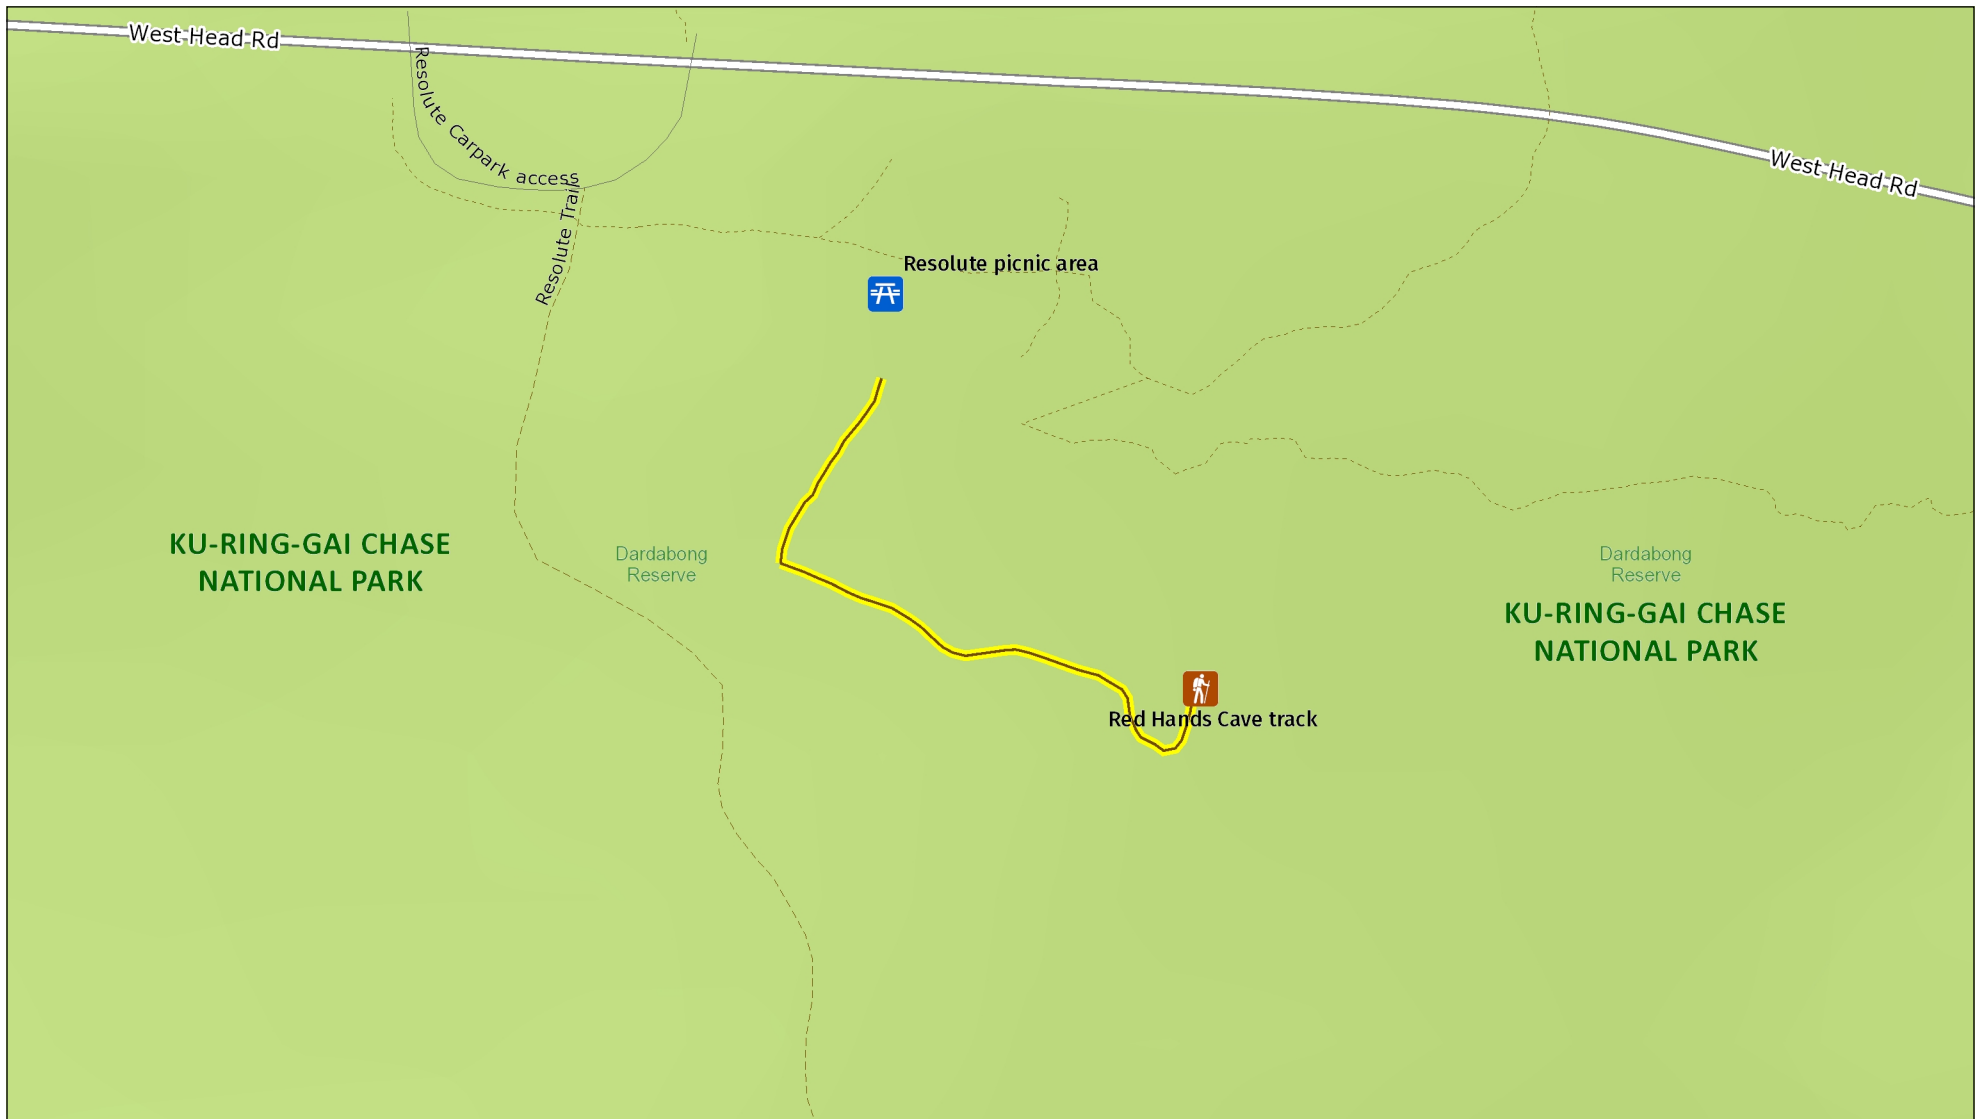 West Head Rd
Resolute Carpark access
West Head Rd
Resolute Trail
Resolute picnic area
KU-RING-GAI CHASE
NATIONAL PARK
Dardabong
Reserve
Dardabong
Reserve
KU-RING-GAI CHASE
NATIONAL PARK
Red Hands Cave track